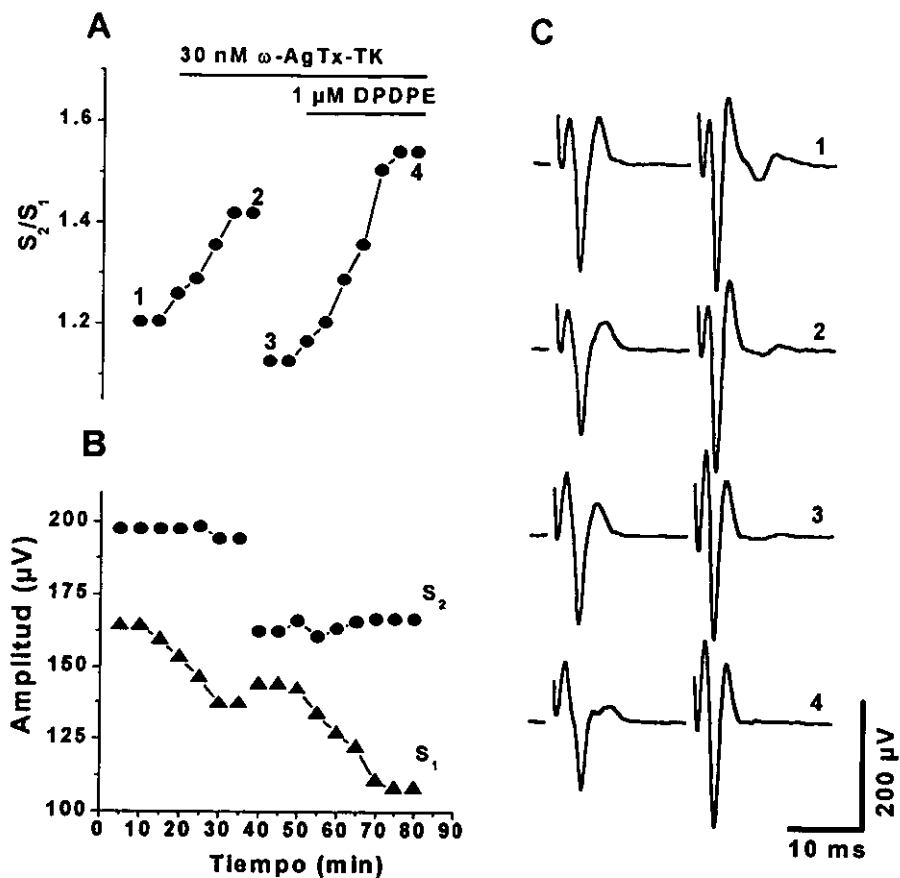 A
30 nM ω-AgTx-TK
1 µM DPDPE
S2/S1
1.6
1.4
1.2
1
2
3
4
B
Amplitud (µV)
200
175
150
125
100
S2
S1
0 10 20 30 40 50 60 70 80 90
Tiempo (min)
C
1
2
3
4
200 µV
10 ms